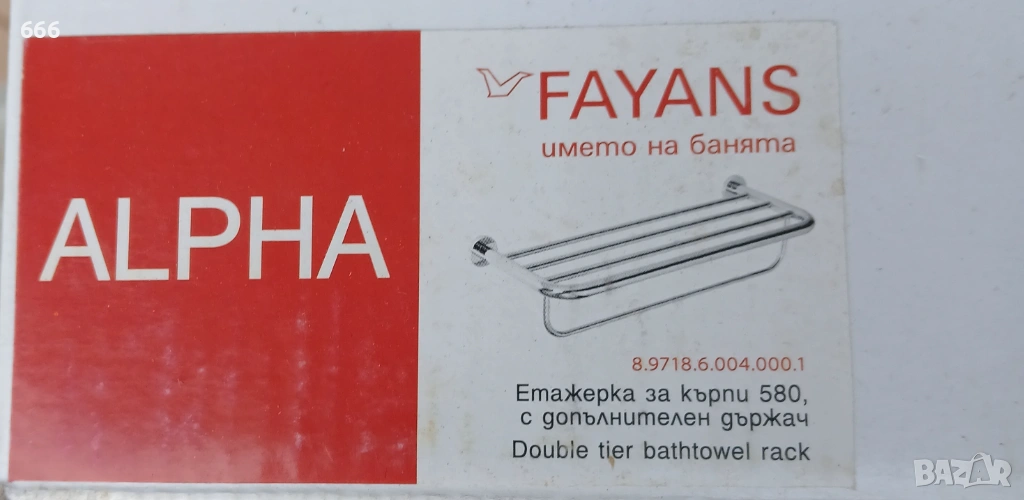 666
ALPHA
FAYANS
името на банята
8.9718.6.004.000.1
Етажерка за кърпи 580,
с допълнителен държач
Double tier bathtowel rack
BAZAR